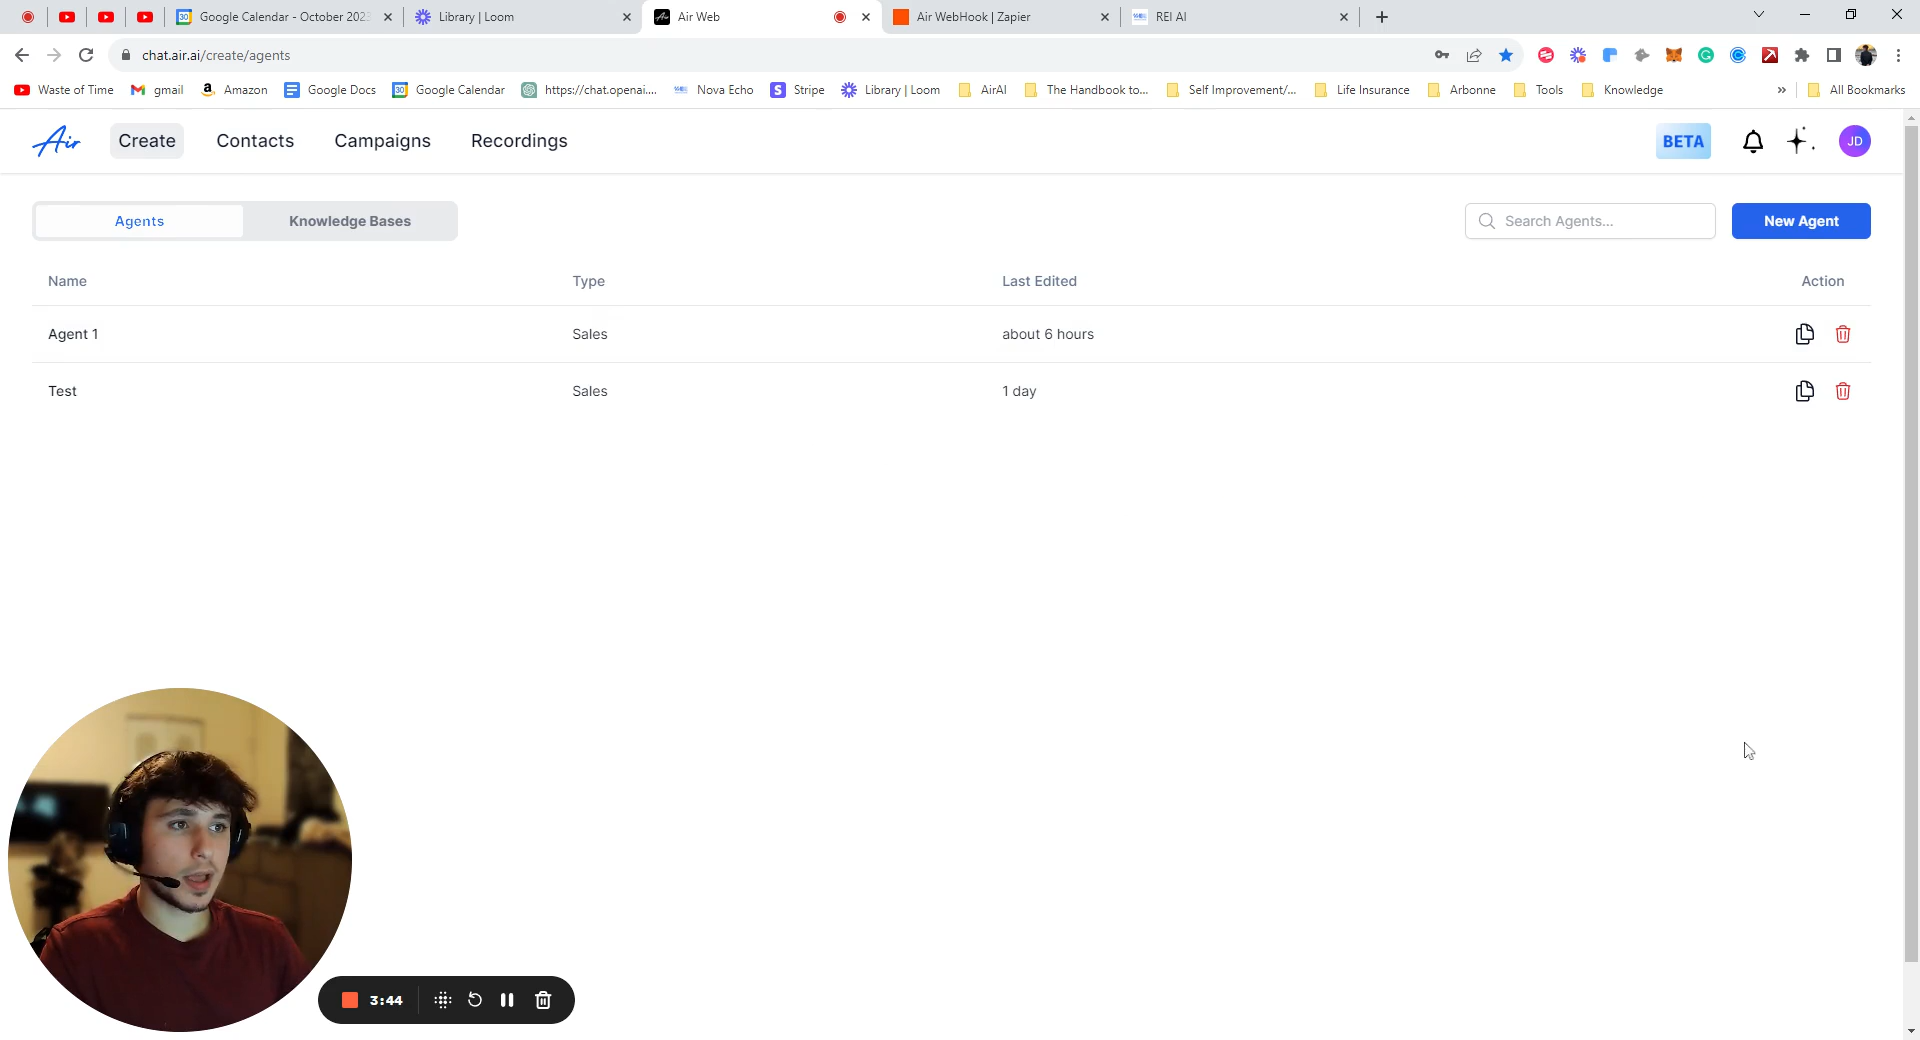 Google Calendar - October 2023
Library | Loom
Air Web
Air WebHook | Zapier
REI AI
chat.air.ai/create/agents
Waste of Time
gmail
Amazon
Google Docs
Google Calendar
https://chat.openai....
Nova Echo
Stripe
Library | Loom
AirAI
The Handbook to...
Self Improvement/...
Life Insurance
Arbonne
Tools
Knowledge
»
All Bookmarks
Air
Create
Contacts
Campaigns
Recordings
BETA
JD
Agents
Knowledge Bases
Search Agents...
New Agent
Name
Type
Last Edited
Action
Agent 1
Sales
about 6 hours
Test
Sales
1 day
3:44